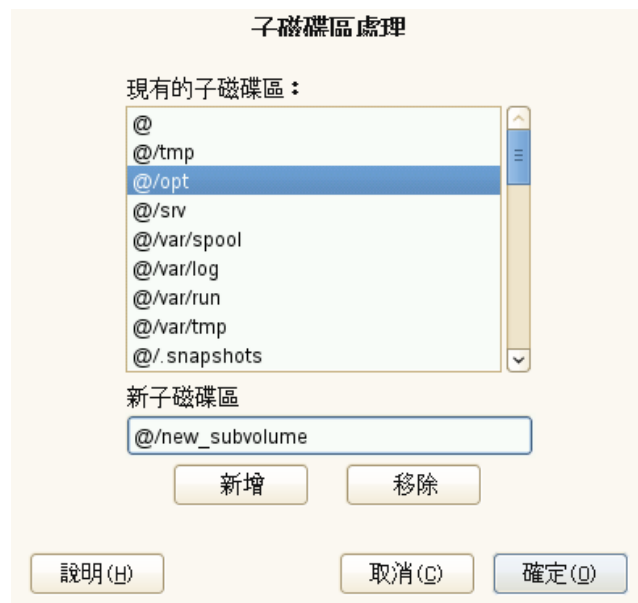 子磁碟區處理
現有的子磁碟區：
@
@/tmp
@/opt
@/srv
@/var/spool
@/var/log
@/var/run
@/var/tmp
@/.snapshots
新子磁碟區
@/new_subvolume
新增 移除
說明(H) 取消(C) 確定(O)